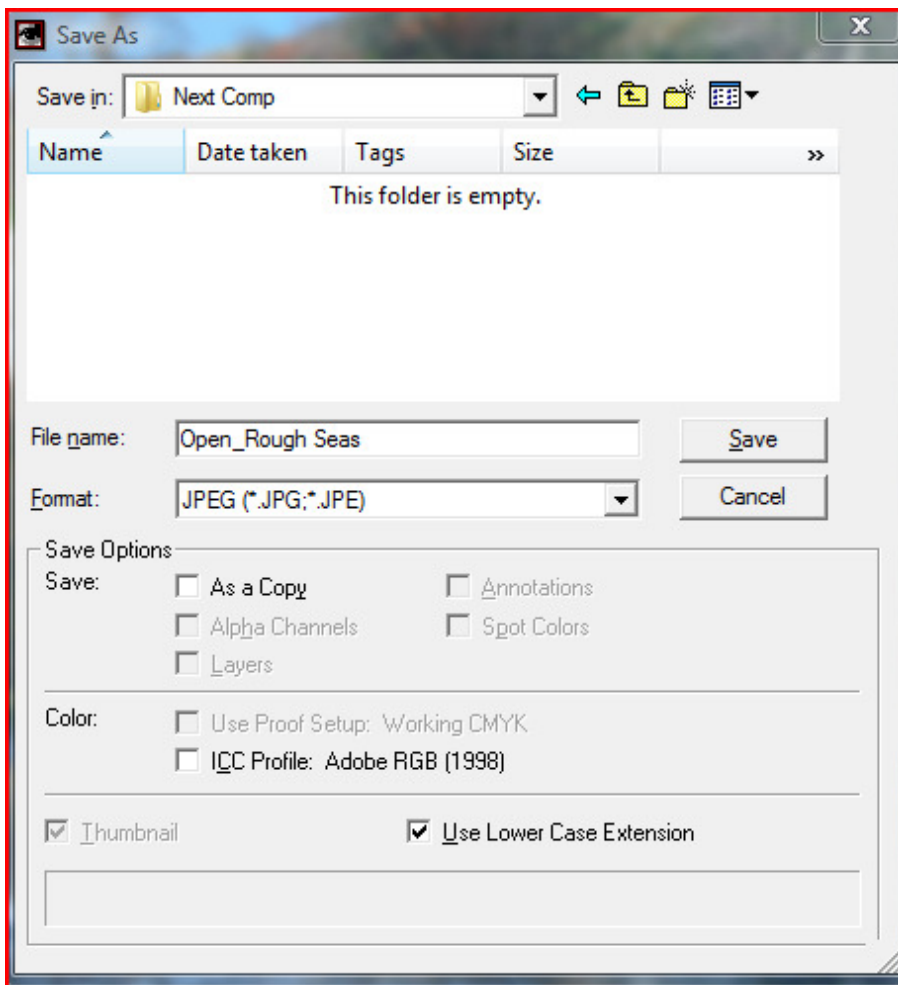 Save As
Save in: Next Comp
Name Date taken Tags Size »
This folder is empty.
File name: Open_Rough Seas Save
Format: JPEG (*.JPG;*.JPE) Cancel
Save Options
Save: As a Copy Annotations
Alpha Channels Spot Colors
Layers
Color: Use Proof Setup: Working CMYK
ICC Profile: Adobe RGB (1998)
Thumbnail Use Lower Case Extension